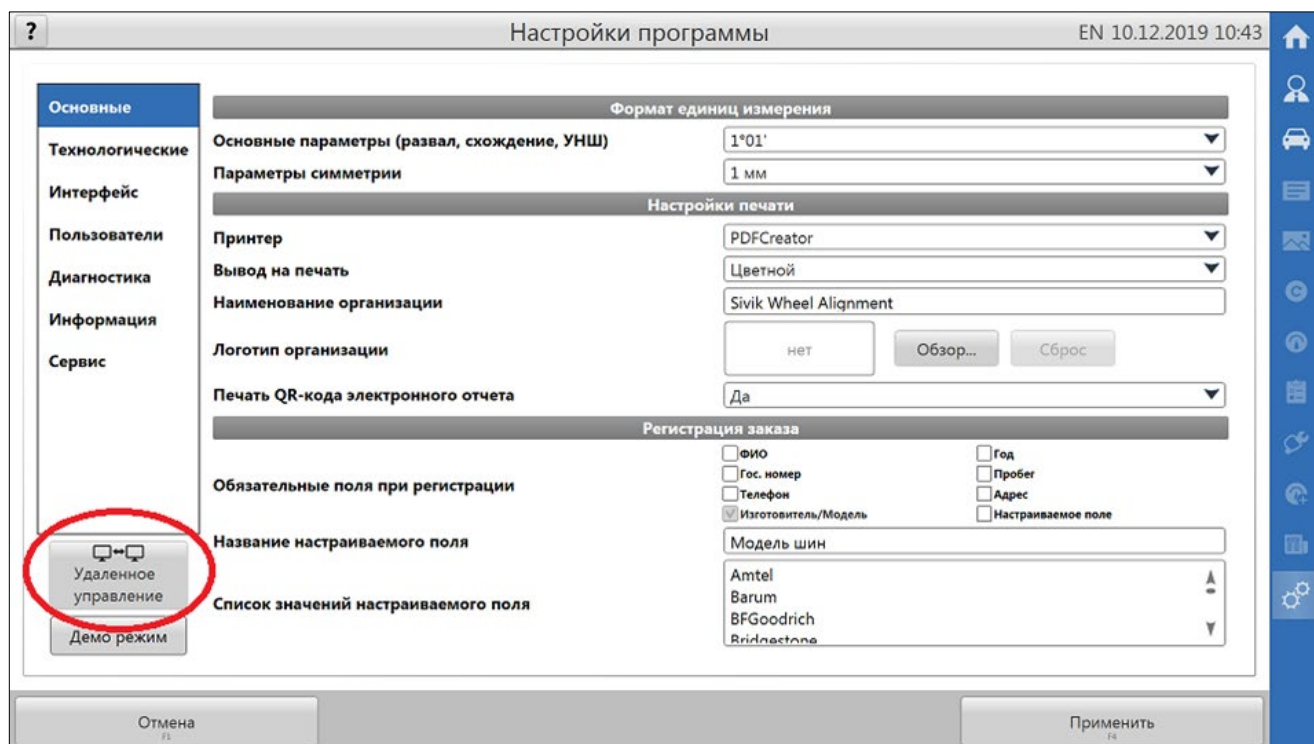 ?
Настройки программы
EN 10.12.2019 10:43
Основные
Технологические
Интерфейс
Пользователи
Диагностика
Информация
Сервис
Удаленное
управление
Демо режим
Формат единиц измерения
Основные параметры (развал, схождение, УНШ)
1°01'
Параметры симметрии
1 мм
Настройки печати
Принтер
PDFCreator
Вывод на печать
Цветной
Наименование организации
Sivik Wheel Alignment
Логотип организации
нет
Обзор...
Сброс
Печать QR-кода электронного отчета
Да
Регистрация заказа
Обязательные поля при регистрации
ФИО
Гос. номер
Телефон
Изготовитель/Модель
Год
Пробег
Адрес
Настраиваемое поле
Название настраиваемого поля
Модель шин
Список значений настраиваемого поля
Amtel
Barum
BFGoodrich
Bridgestone
Отмена
F1
Применить
F4